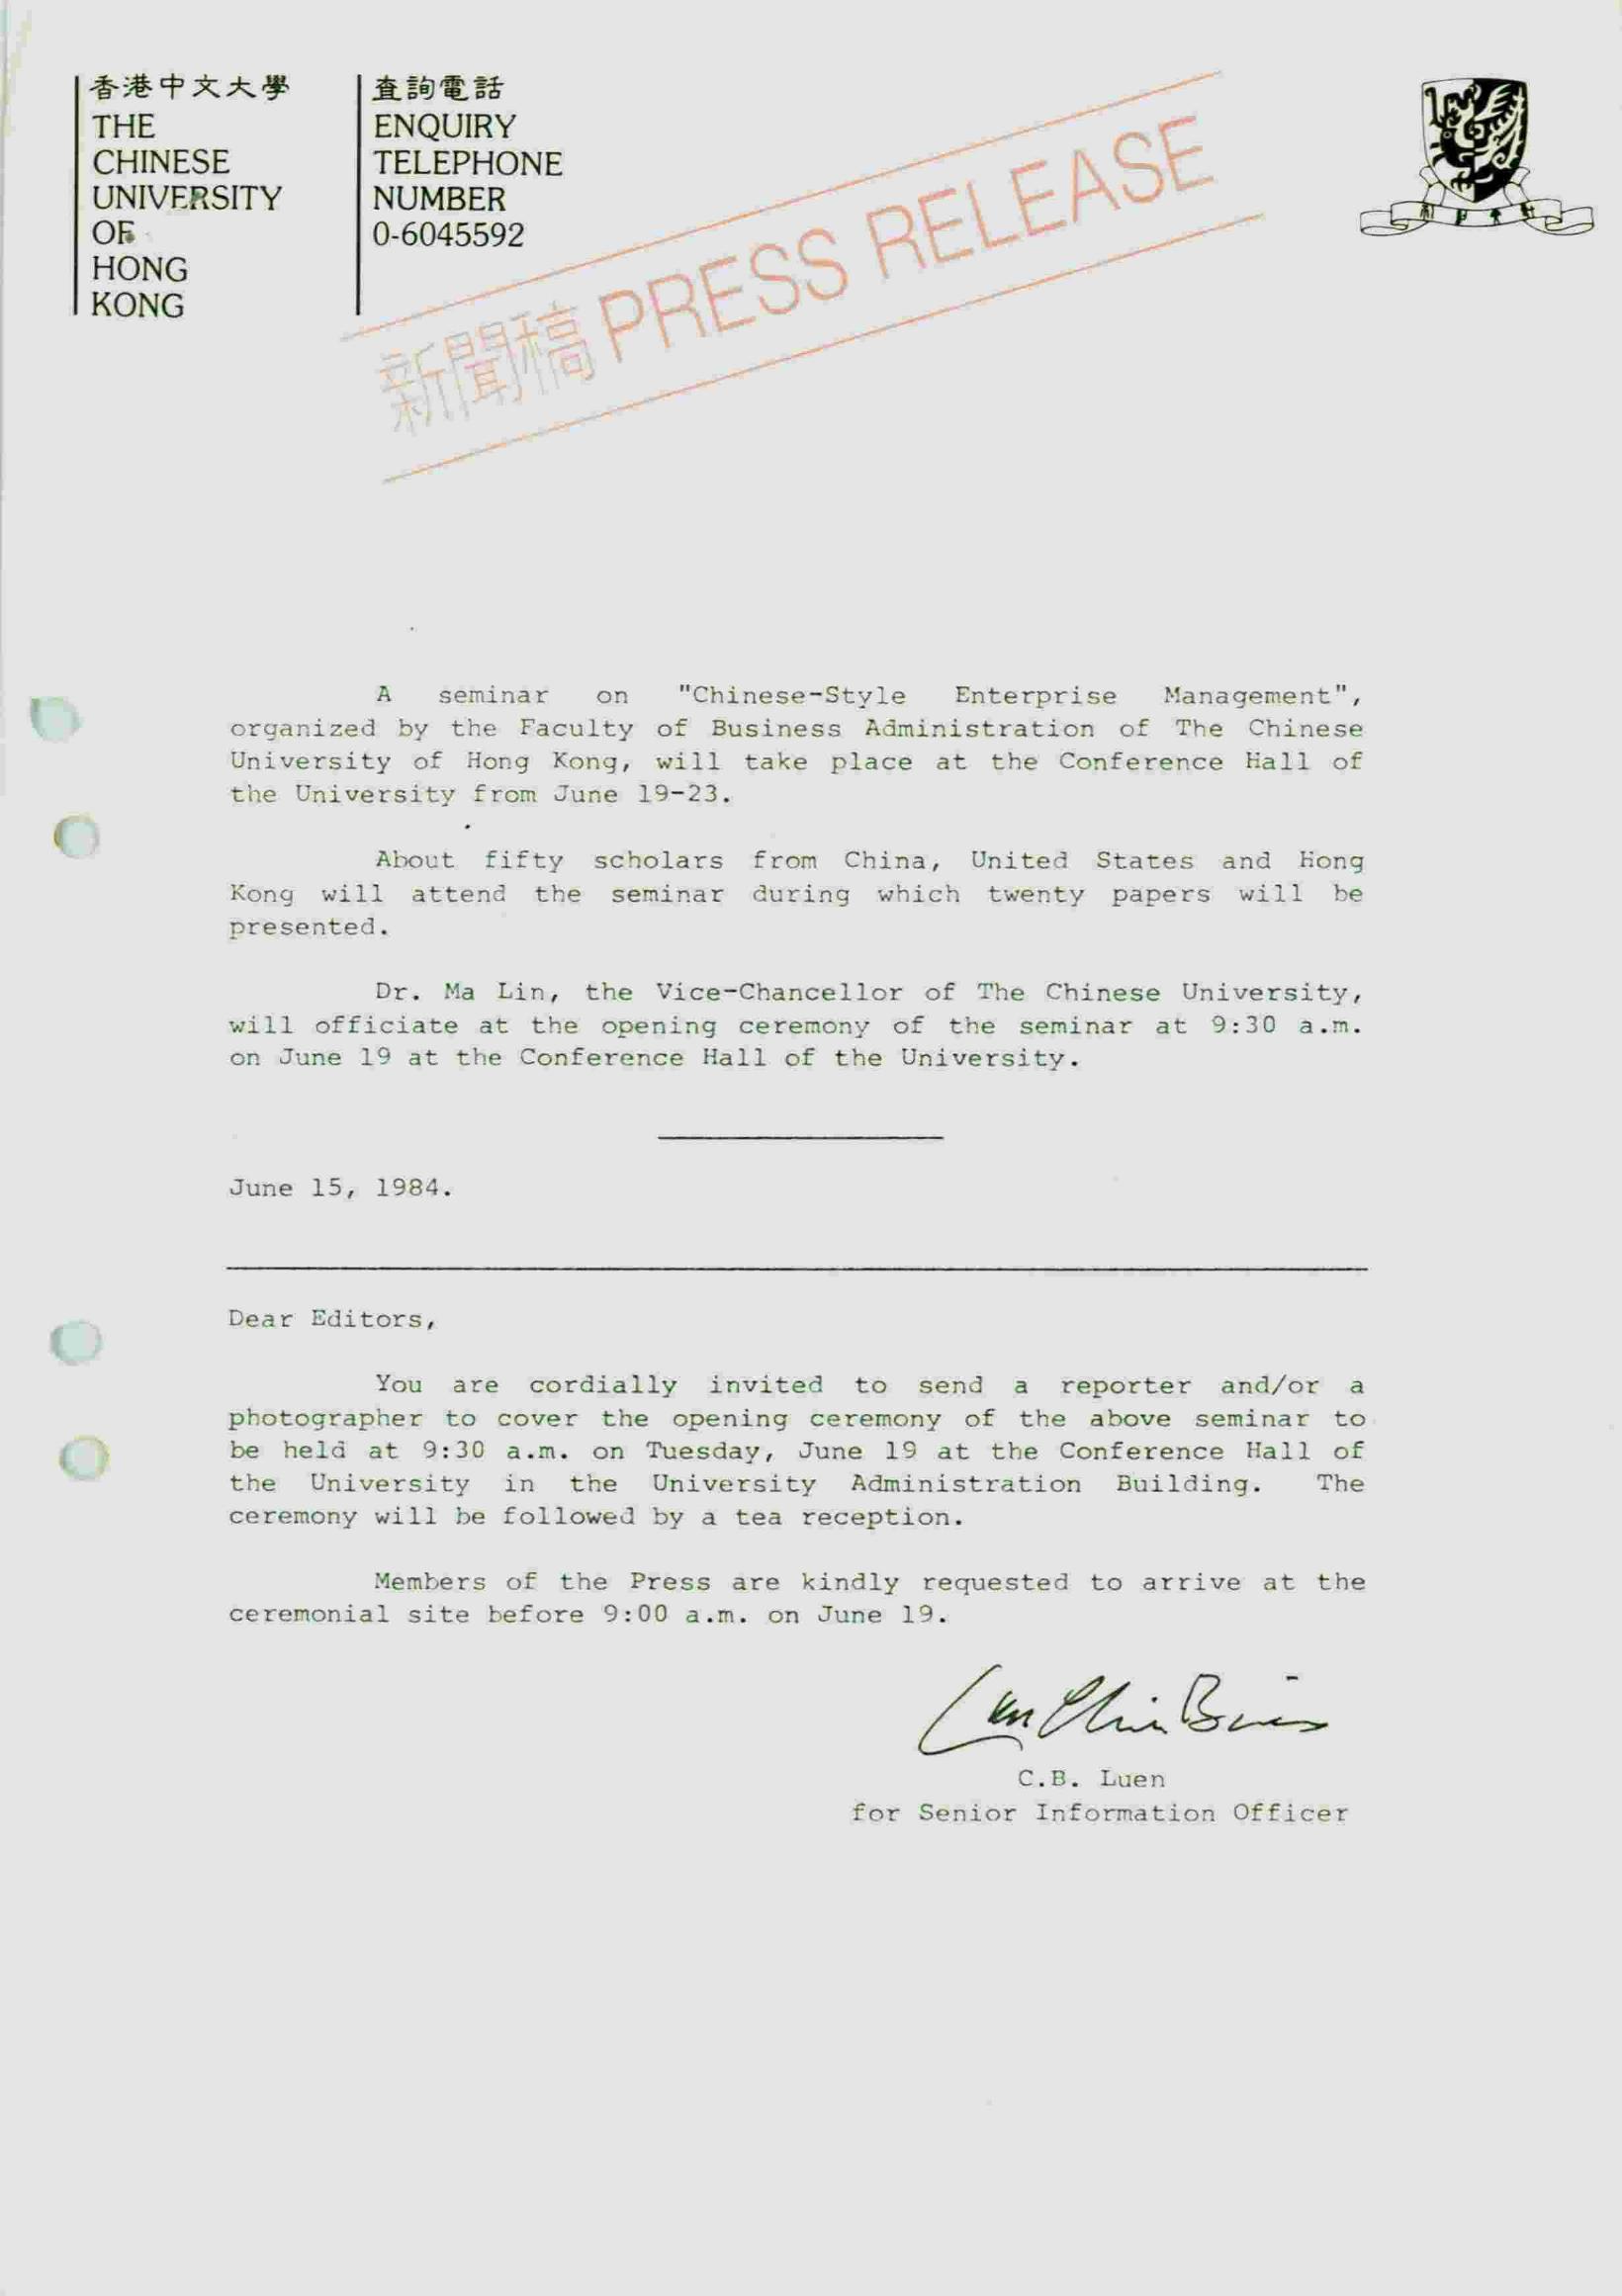 香港中文大學
THE
CHINESE
UNIVERSITY
OF
HONG
KONG
查詢電話
ENQUIRY
TELEPHONE
NUMBER
0-6045592
新聞稿 PRESS RELEASE
A seminar on "Chinese-Style Enterprise Management",
organized by the Faculty of Business Administration of The Chinese
University of Hong Kong, will take place at the Conference Hall of
the University from June 19-23.
About fifty scholars from China, United States and Hong
Kong will attend the seminar during which twenty papers will be
presented.
Dr. Ma Lin, the Vice-Chancellor of The Chinese University,
will officiate at the opening ceremony of the seminar at 9:30 a.m.
on June 19 at the Conference Hall of the University.
June 15, 1984.
Dear Editors,
You are cordially invited to send a reporter and/or a
photographer to cover the opening ceremony of the above seminar to
be held at 9:30 a.m. on Tuesday, June 19 at the Conference Hall of
the University in the University Administration Building. The
ceremony will be followed by a tea reception.
Members of the Press are kindly requested to arrive at the
ceremonial site before 9:00 a.m. on June 19.
C.B. Luen
for Senior Information Officer